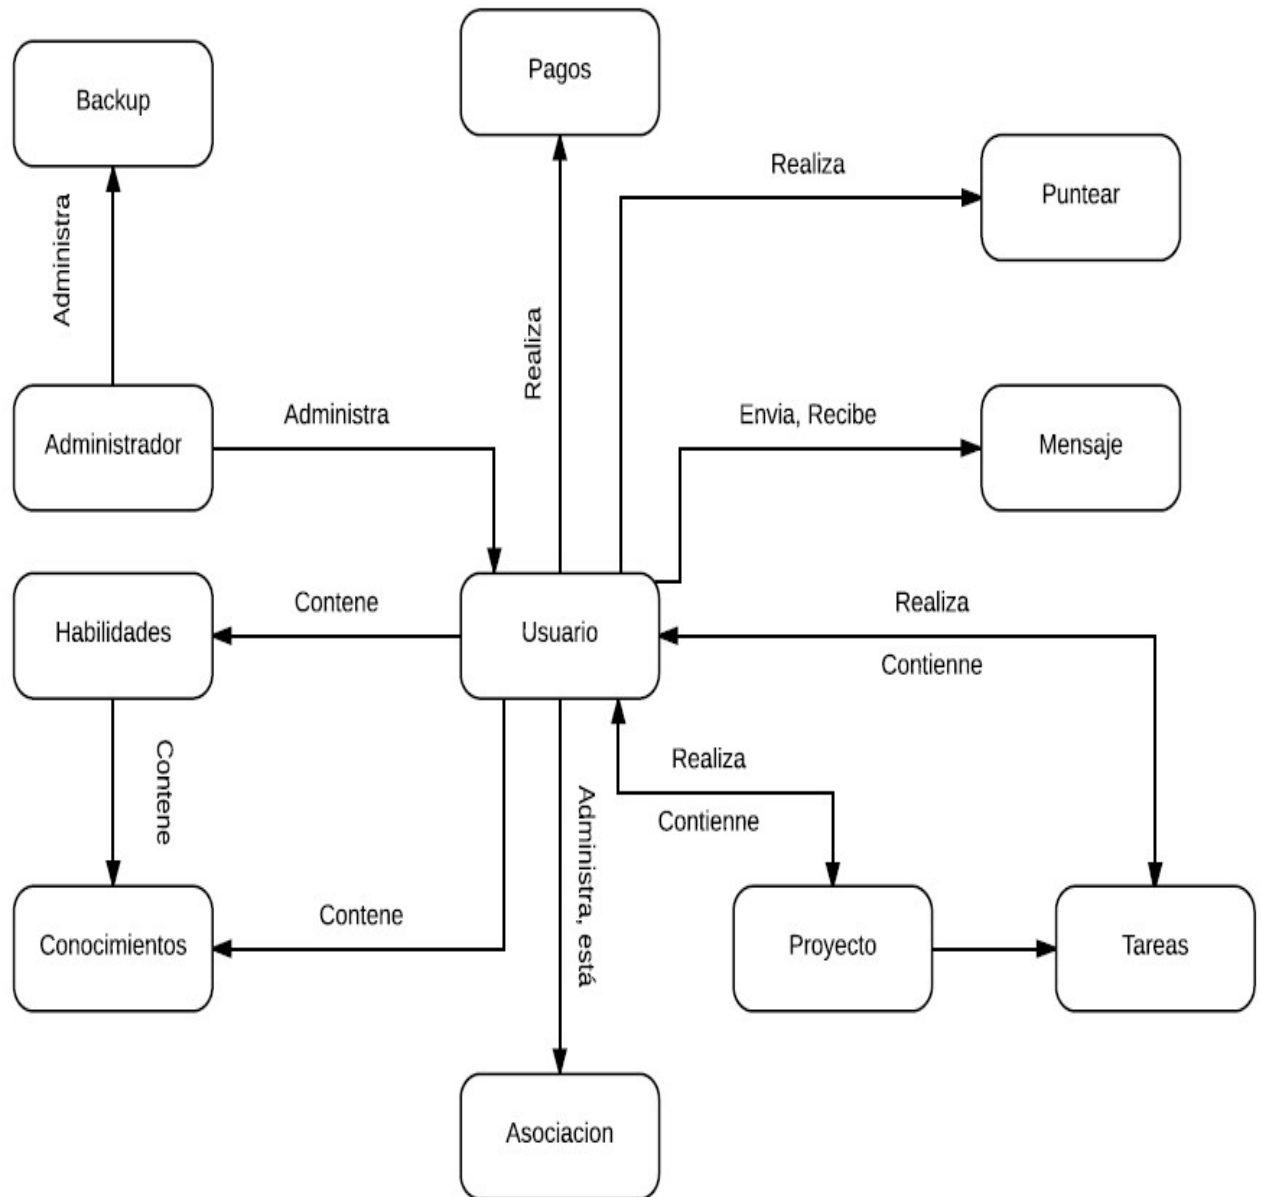 Pagos
Backup
Realiza
Puntear
Administra
Realiza
Administra
Envia, Recibe
Administrador
Mensaje
Contene
Realiza
Habilidades
Usuario
Contienne
Contene
Realiza
Administra, está
Contienne
Contene
Conocimientos
Proyecto
Tareas
Asociacion